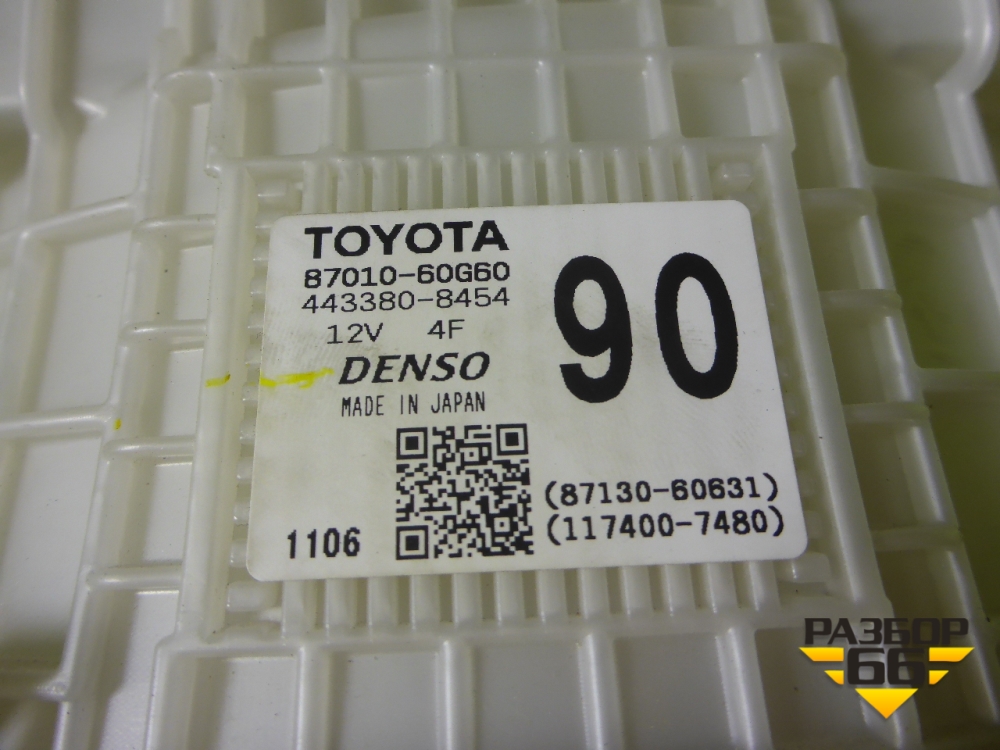 TOYOTA
87010-60G60
443380-8454
12V 4F
DENSO
MADE IN JAPAN
90
(87130-60631)
(117400-7480)
1106
РАЗБОР
66